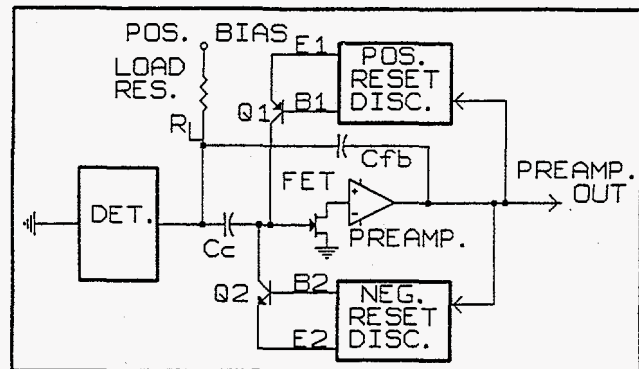 POS. BIAS
LOAD
RES.
RL
E1
B1
Q1
POS.
RESET
DISC.
Cfb
FET
+
-
PREAMP.
PREAMP.
OUT
DET.
Cc
Q2
B2
E2
NEG.
RESET
DISC.